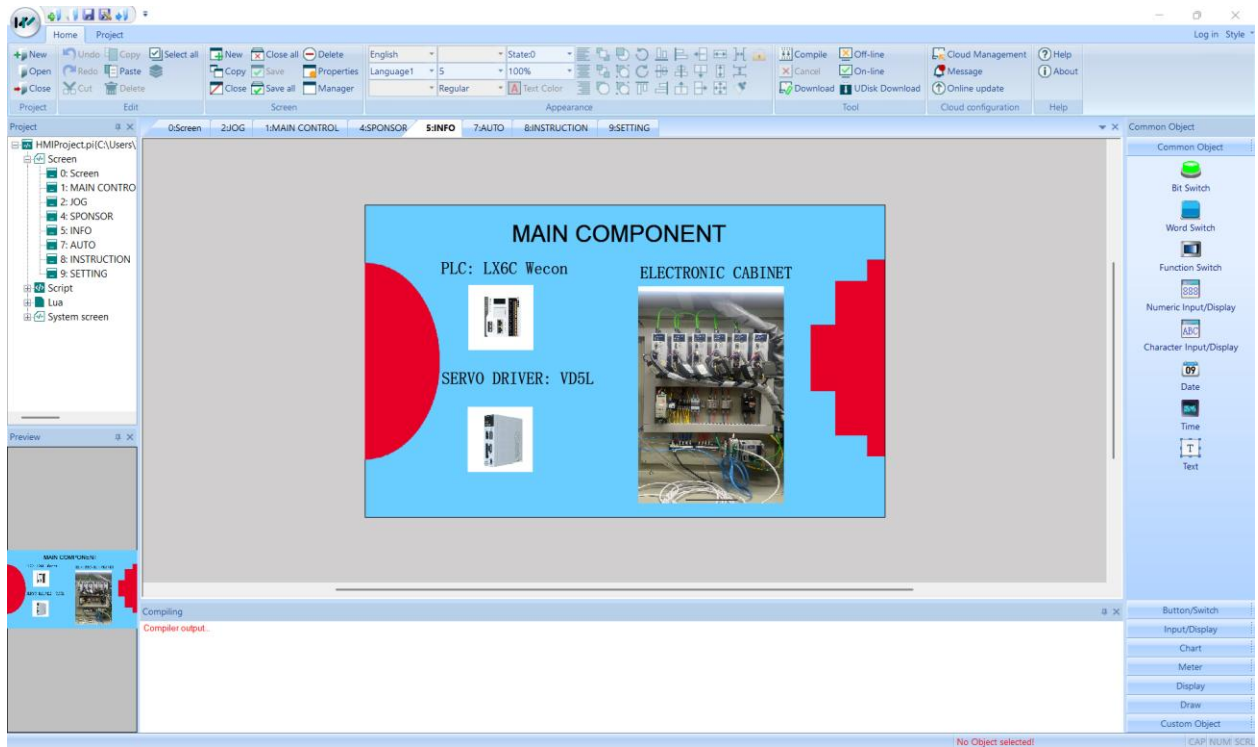 Home Project
Log in Style
New Undo Copy Select all New Close all Delete English State:0 Compile Off-line Cloud Management Help
Open Redo Paste Copy Save Properties Language1 5 100% Cancel On-line Message About
Close Cut Delete Close Save all Manager Regular A Text Color Download UDisk Download Online update
Project Edit Screen Appearance Tool Cloud configuration Help
Project
0:Screen 2:JOG 1:MAIN CONTROL 4:SPONSOR 5:INFO 7:AUTO 8:INSTRUCTION 9:SETTING
HMIProject.pi(C:\Users\
Screen
0: Screen
1: MAIN CONTRO
2: JOG
4: SPONSOR
5: INFO
7: AUTO
8: INSTRUCTION
9: SETTING
Script
Lua
System screen
MAIN COMPONENT
PLC: LX6C Wecon
ELECTRONIC CABINET
SERVO DRIVER: VD5L
Common Object
Common Object
Bit Switch
Word Switch
Function Switch
888
Numeric Input/Display
ABC
Character Input/Display
09
Date
Time
T
Text
Preview
MAIN COMPONENT
Compiling
Compiler output..
Button/Switch
Input/Display
Chart
Meter
Display
Draw
Custom Object
No Object selected!
CAP NUM SCRL